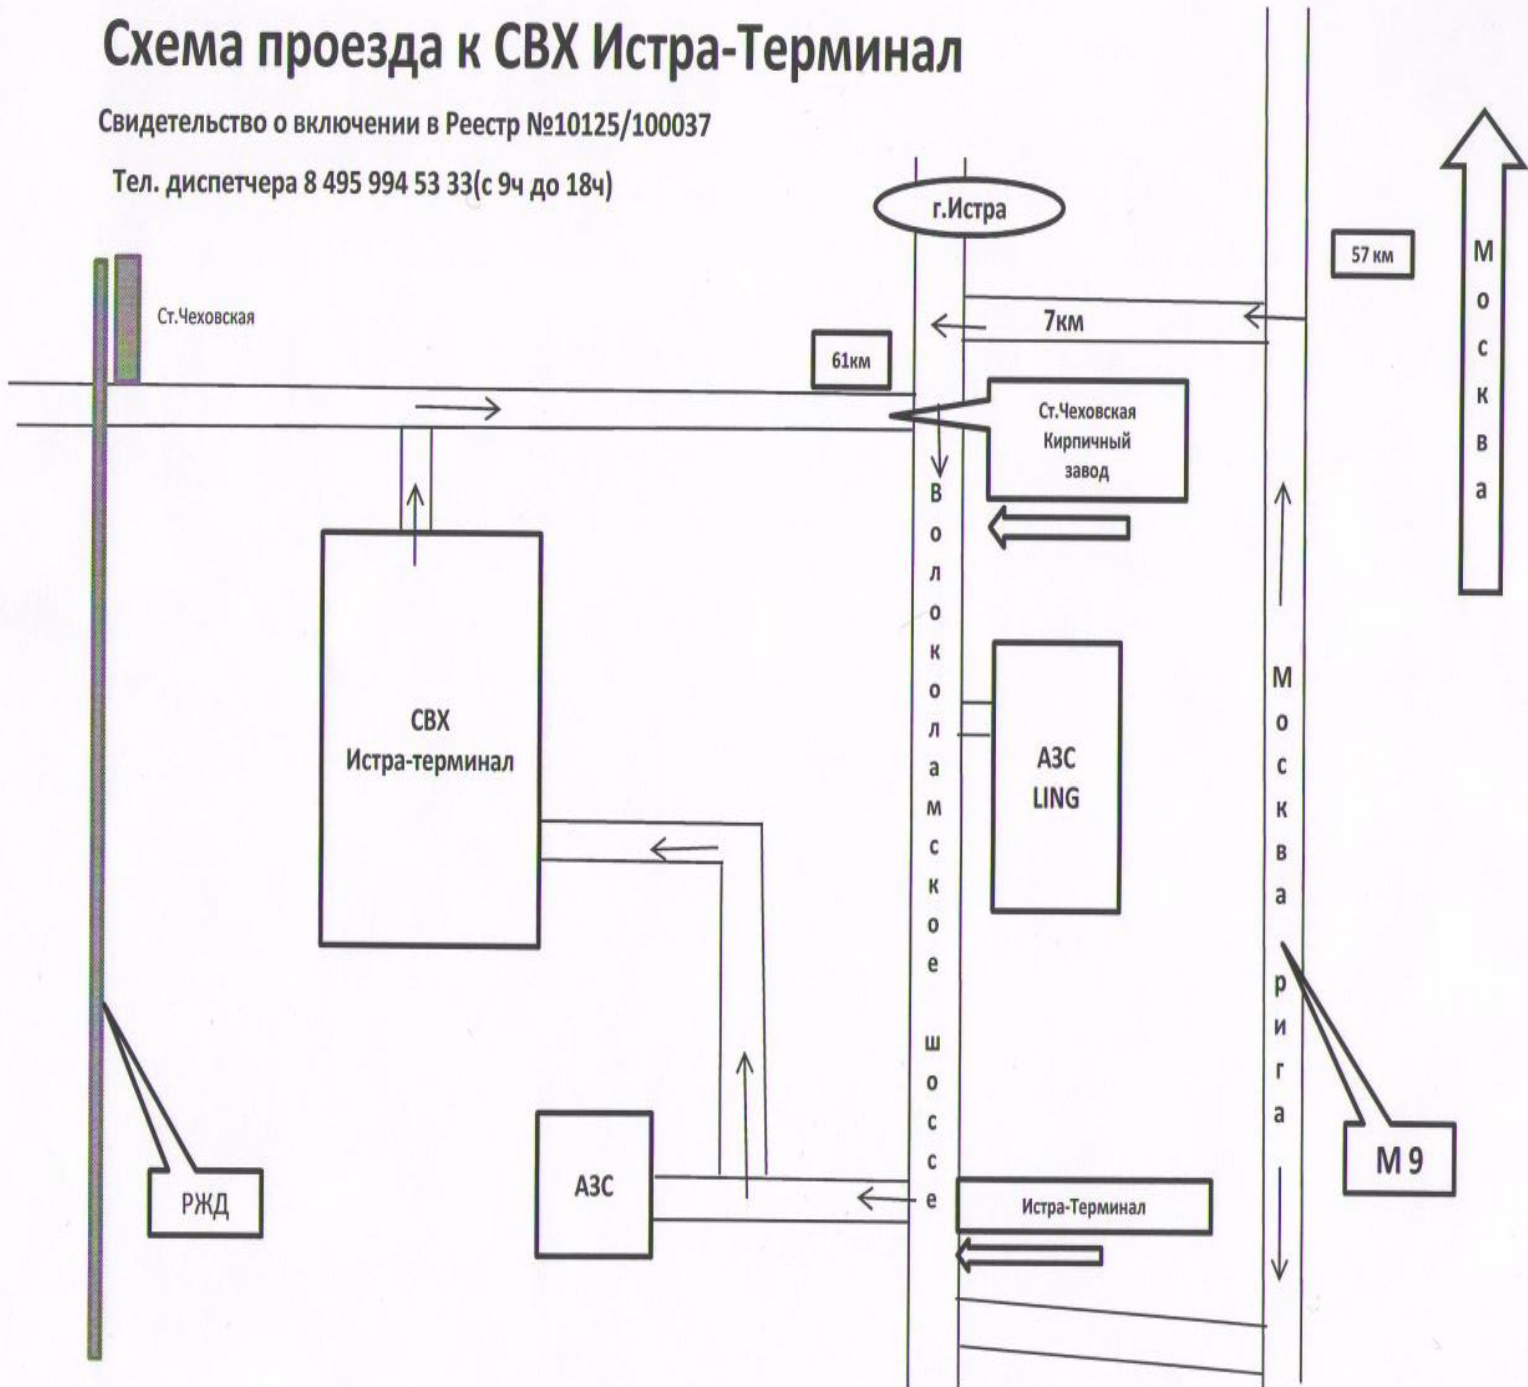 Схема проезда к СВХ Истра-Терминал
Свидетельство о включении в Реестр №10125/100037
Тел. диспетчера 8 495 994 53 33(с 9ч до 18ч)
г.Истра
57 км
Москва
Ст.Чеховская
7км
61км
Ст.Чеховская
Кирпичный
завод
Волоколамское шоссе
Москва рига
СВХ
Истра-терминал
АЗС
LING
М 9
РЖД
АЗС
Истра-Терминал